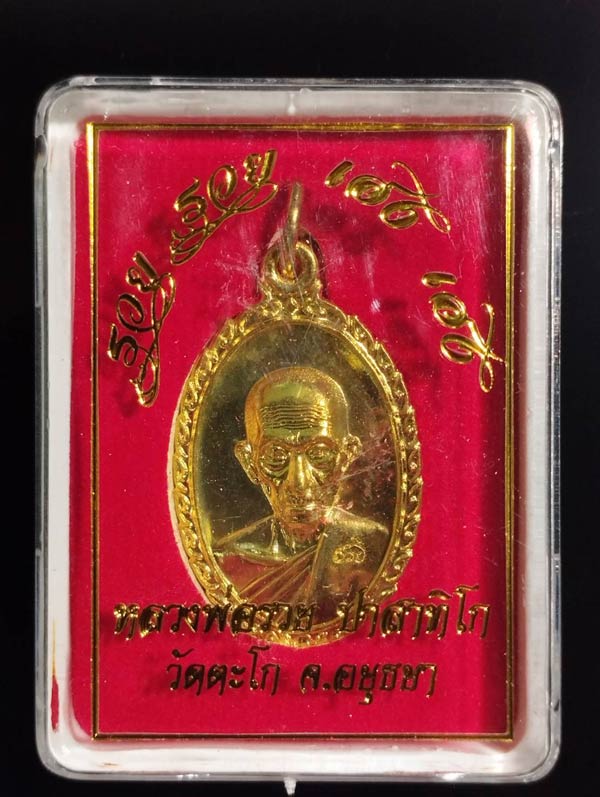 รวย รวย เฮง เฮง
หลวงพ่อรวย ปาสาทิโก
วัดตะโก จ.อยุธยา